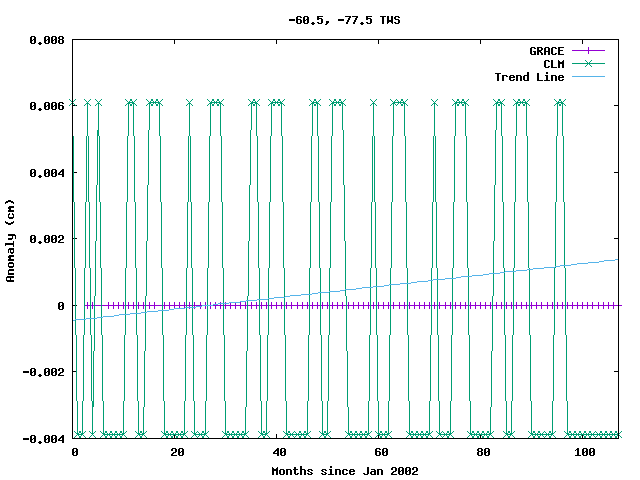 -60.5, -77.5 TWS
0.008
0.006
0.004
0.002
0
-0.002
-0.004
Anomaly (cm)
GRACE
CLM
Trend Line
0 20 40 60 80 100
Months since Jan 2002